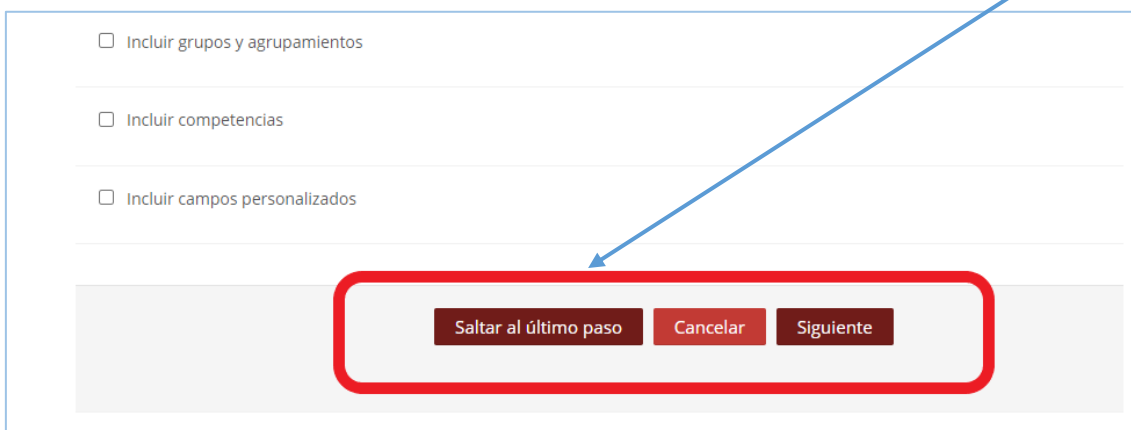 Incluir grupos y agrupamientos
Incluir competencias
Incluir campos personalizados
Saltar al último paso Cancelar Siguiente